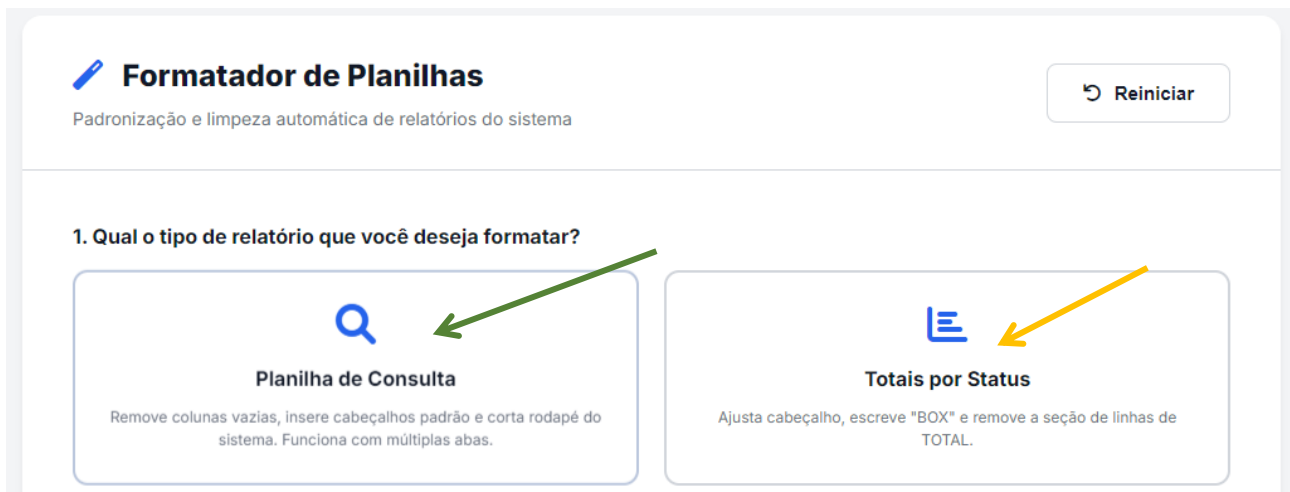 Formatador de Planilhas
Padronização e limpeza automática de relatórios do sistema
Reiniciar
1. Qual o tipo de relatório que você deseja formatar?
Planilha de Consulta
Remove colunas vazias, insere cabeçalhos padrão e corta rodapé do
sistema. Funciona com múltiplas abas.
Totais por Status
Ajusta cabeçalho, escreve "BOX" e remove a seção de linhas de
TOTAL.